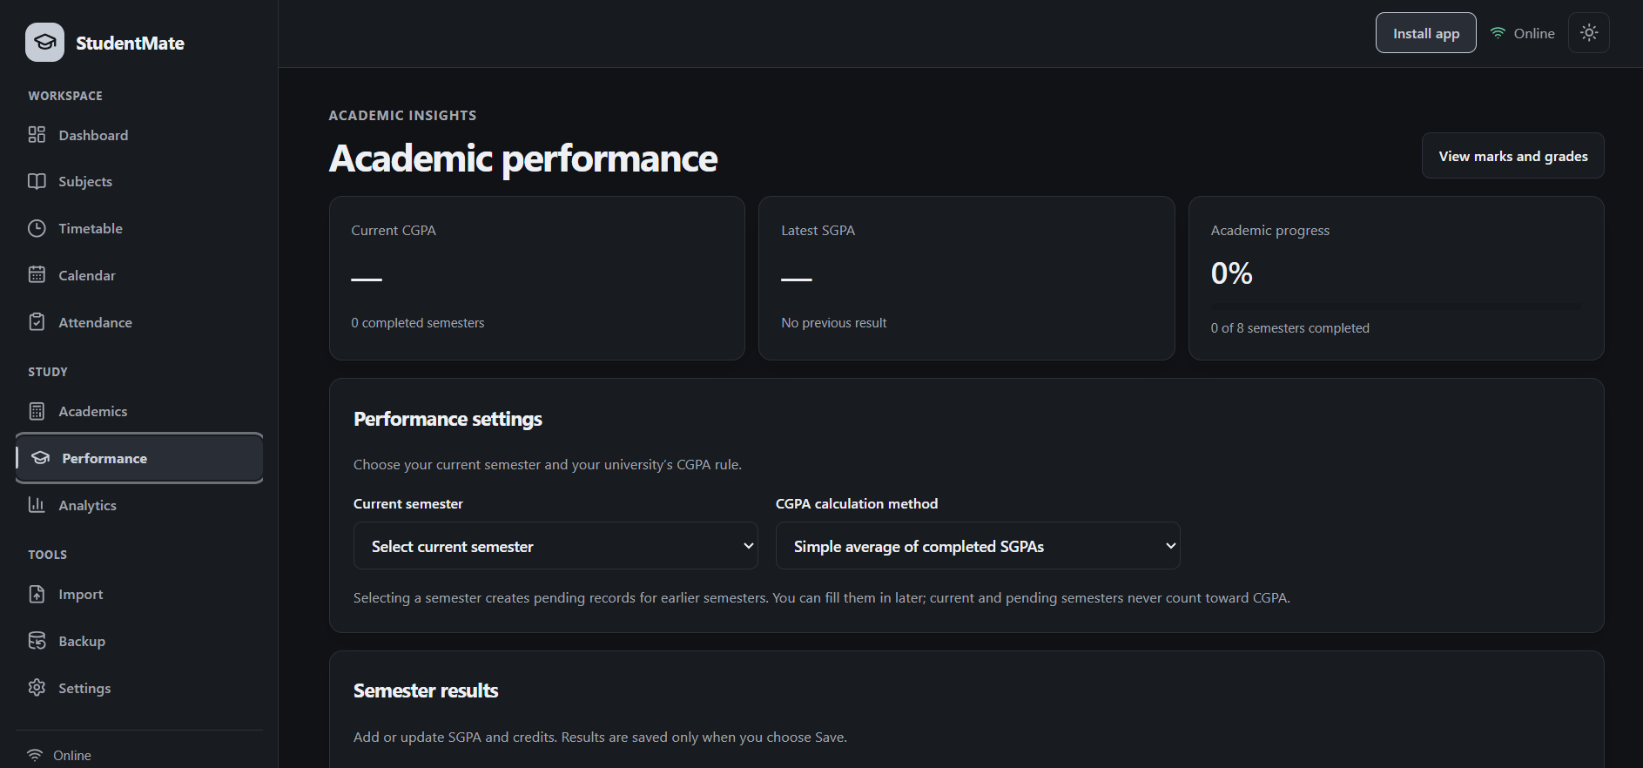 StudentMate
WORKSPACE
Dashboard
Subjects
Timetable
Calendar
Attendance
STUDY
Academics
Performance
Analytics
TOOLS
Import
Backup
Settings
Online
Install app
Online
ACADEMIC INSIGHTS
Academic performance
View marks and grades
Current CGPA
—
0 completed semesters
Latest SGPA
—
No previous result
Academic progress
0%
0 of 8 semesters completed
Performance settings
Choose your current semester and your university's CGPA rule.
Current semester
Select current semester
CGPA calculation method
Simple average of completed SGPAs
Selecting a semester creates pending records for earlier semesters. You can fill them in later; current and pending semesters never count toward CGPA.
Semester results
Add or update SGPA and credits. Results are saved only when you choose Save.